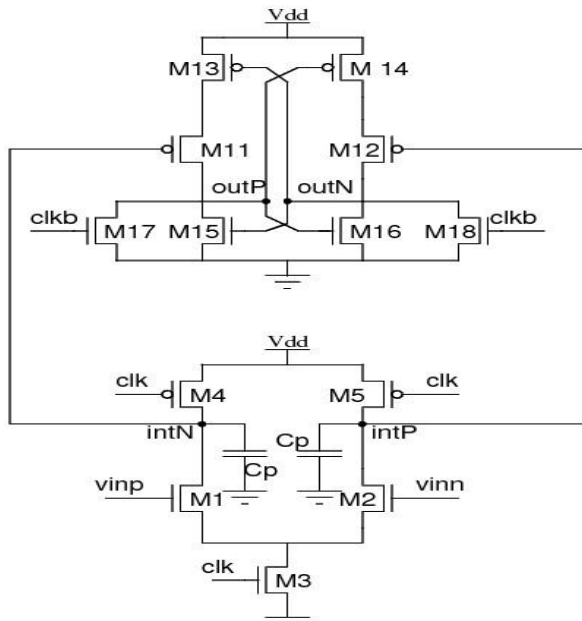 Vdd
M13 M 14
M11 M12
outP outN
clkb M17 M15 M16 M18 clkb
Vdd
clk M4 M5 clk
intN Cp Cp intP
vinp M1 M2 vinn
clk M3